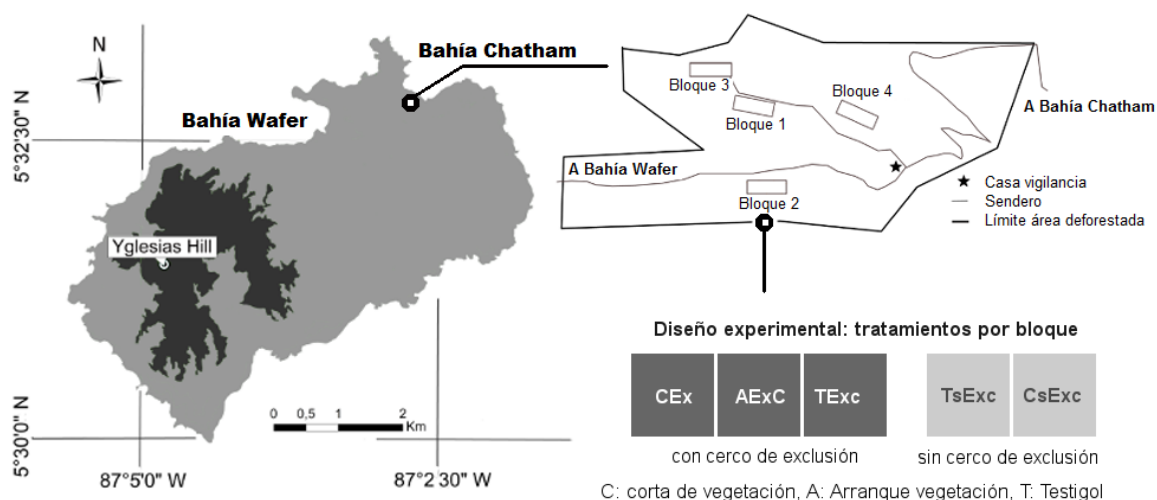 N
Bahía Chatham
Bahía Wafer
5°32'30" N
Yglesias Hill
5°30'0" N
0 0,5 1 2
Km
87°5'0" W
87°2'30" W
Bloque 3
Bloque 1
Bloque 4
A Bahía Chatham
A Bahía Wafer
Bloque 2
Casa vigilancia
Sendero
Límite área deforestada
Diseño experimental: tratamientos por bloque
CEx AExC TExc TsExc CsExc
con cerco de exclusión sin cerco de exclusión
C: corta de vegetación, A: Arranque vegetación, T: Testigol